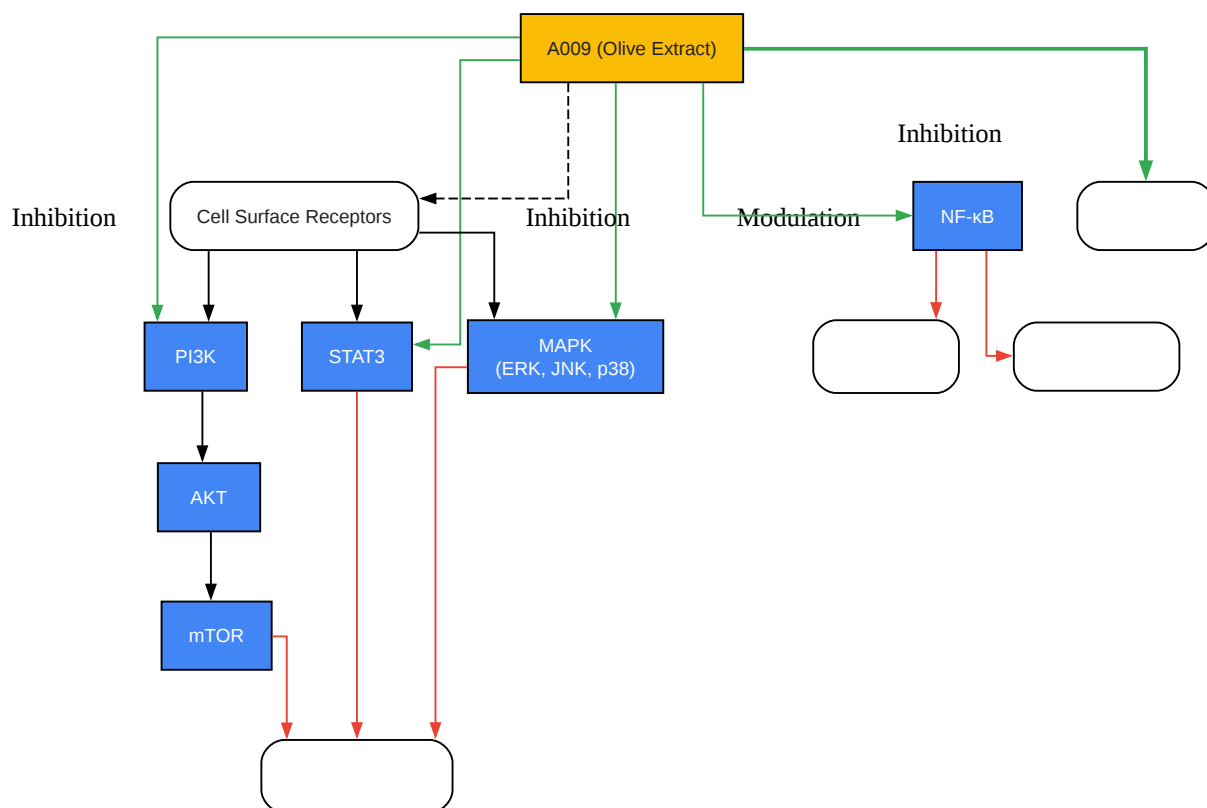 A009 (Olive Extract)
Inhibition
Cell Surface Receptors
Inhibition
Inhibition
Modulation
NF-κB
PI3K
STAT3
MAPK
(ERK, JNK, p38)
AKT
mTOR